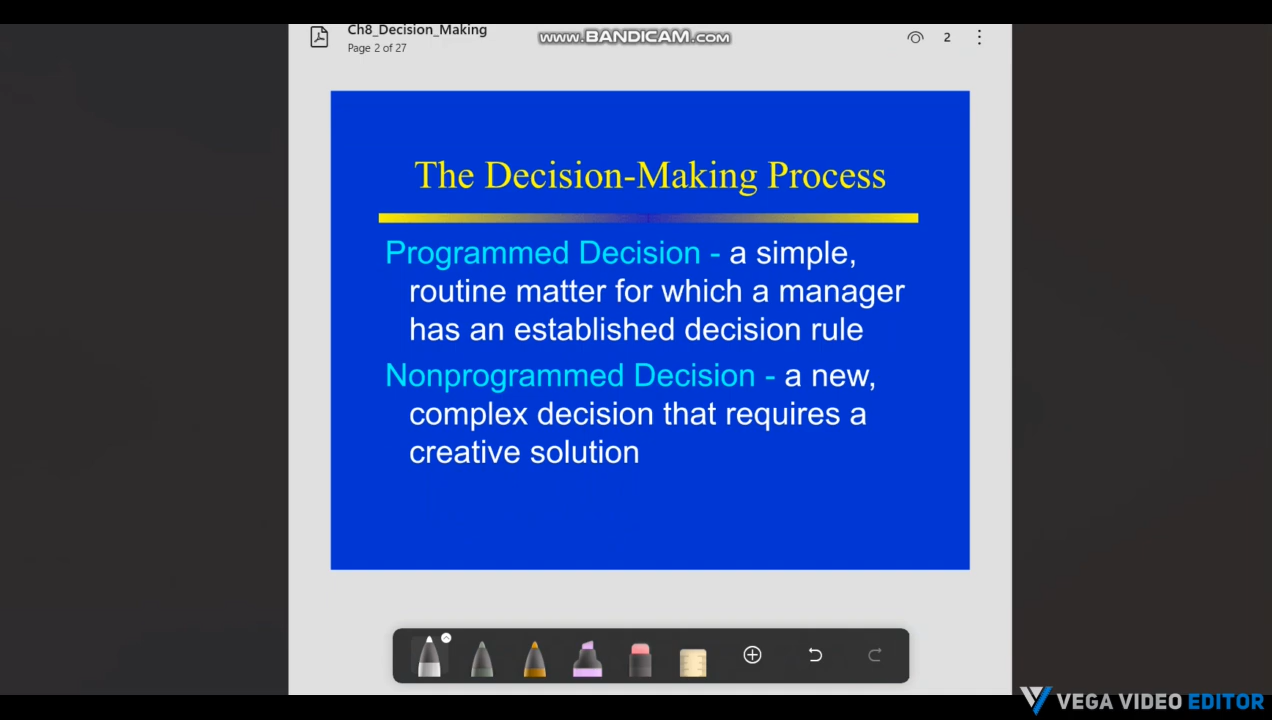 Ch8_Decision_Making
Page 2 of 27
www.BANDICAM.com
2
The Decision-Making Process
Programmed Decision - a simple,
routine matter for which a manager
has an established decision rule
Nonprogrammed Decision - a new,
complex decision that requires a
creative solution
VEGA VIDEO EDITOR